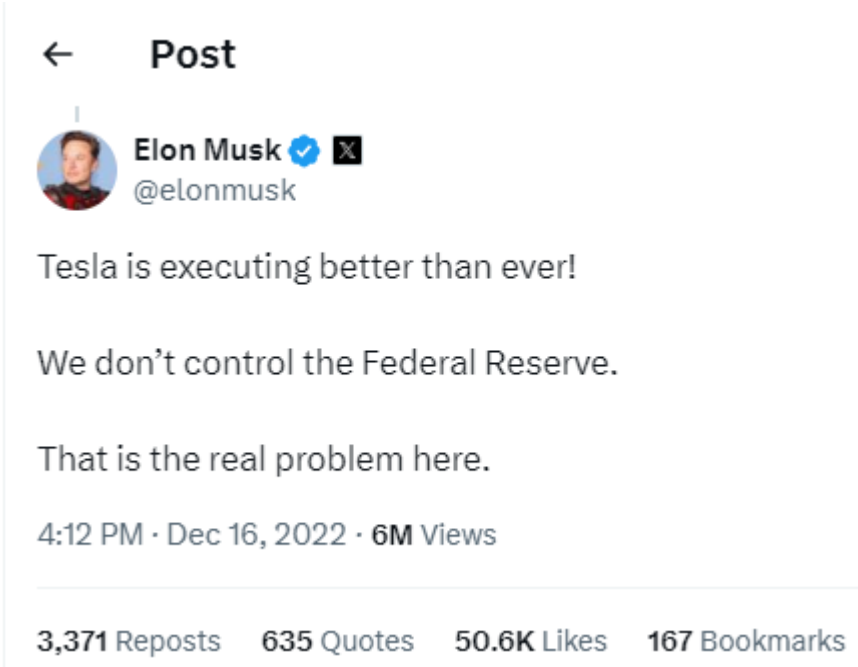 ← Post
Elon Musk
@elonmusk
Tesla is executing better than ever!
We don’t control the Federal Reserve.
That is the real problem here.
4:12 PM · Dec 16, 2022 · 6M Views
3,371 Reposts 635 Quotes 50.6K Likes 167 Bookmarks